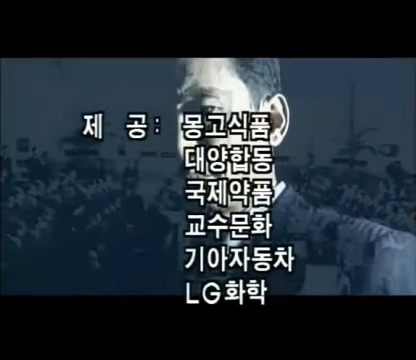 제 공 : 몽고식품
대양합동
국제약품
교수문화
기아자동차
LG화학